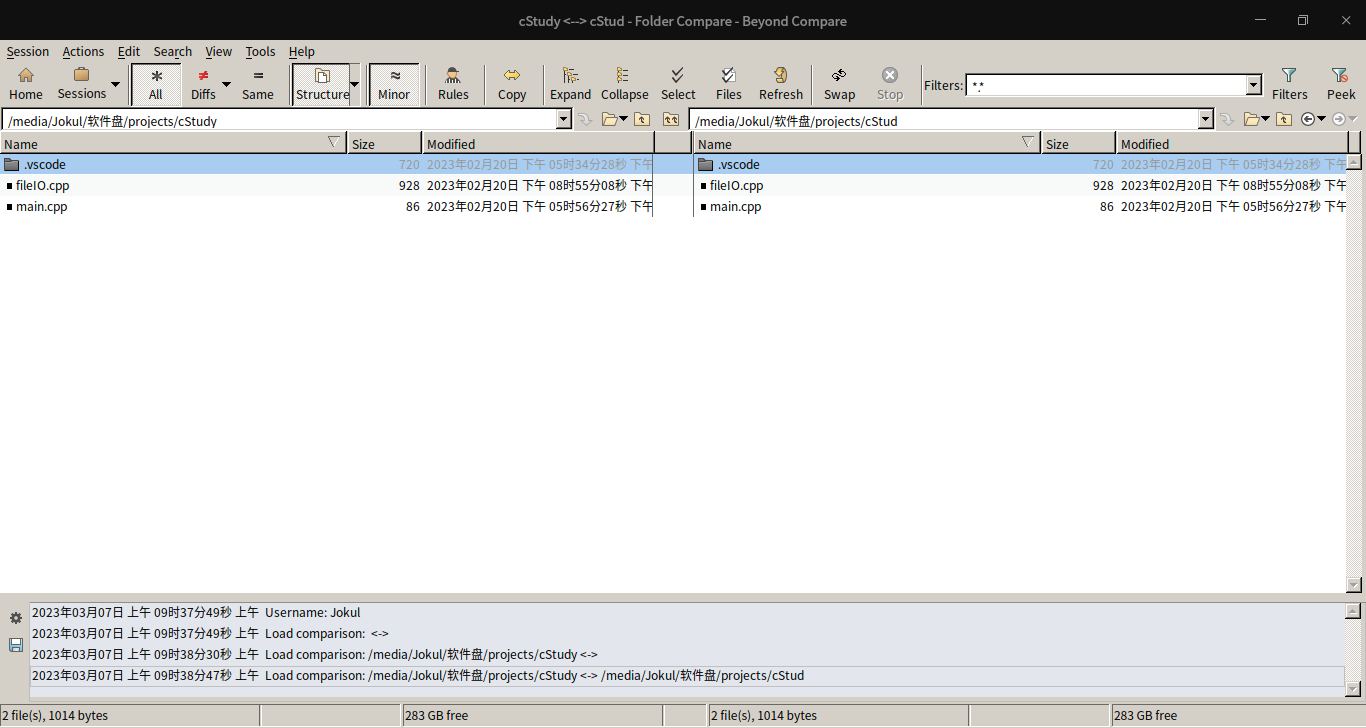 cStudy <--> cStud - Folder Compare - Beyond Compare
Session Actions Edit Search View Tools Help
Home Sessions All Diffs Same Structure Minor Rules Copy Expand Collapse Select Files Refresh Swap Stop Filters: *.* Filters Peek
/media/Jokul/软件盘/projects/cStudy /media/Jokul/软件盘/projects/cStud
Name Size Modified Name Size Modified
.vscode 720 2023年02月20日 下午 05时34分28秒 下午 .vscode 720 2023年02月20日 下午 05时34分28秒 下午
fileIO.cpp 928 2023年02月20日 下午 08时55分08秒 下午 fileIO.cpp 928 2023年02月20日 下午 08时55分08秒 下午
main.cpp 86 2023年02月20日 下午 05时56分27秒 下午 main.cpp 86 2023年02月20日 下午 05时56分27秒 下午
2023年03月07日 上午 09时37分49秒 上午 Username: Jokul
2023年03月07日 上午 09时37分49秒 上午 Load comparison: <->
2023年03月07日 上午 09时38分30秒 上午 Load comparison: /media/Jokul/软件盘/projects/cStudy <->
2023年03月07日 上午 09时38分47秒 上午 Load comparison: /media/Jokul/软件盘/projects/cStudy <-> /media/Jokul/软件盘/projects/cStud
2 file(s), 1014 bytes 283 GB free 2 file(s), 1014 bytes 283 GB free